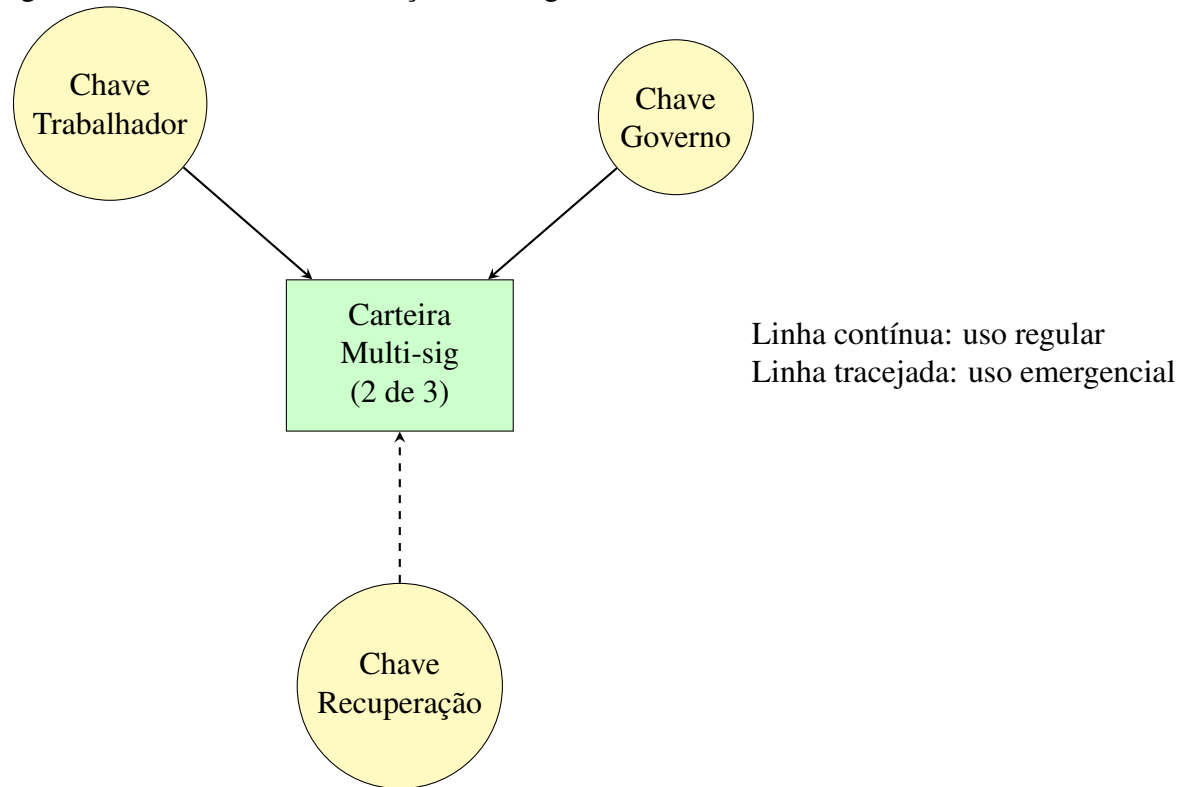 Chave
Trabalhador
Chave
Governo
Carteira
Multi-sig
(2 de 3)
Linha contínua: uso regular
Linha tracejada: uso emergencial
Chave
Recuperação